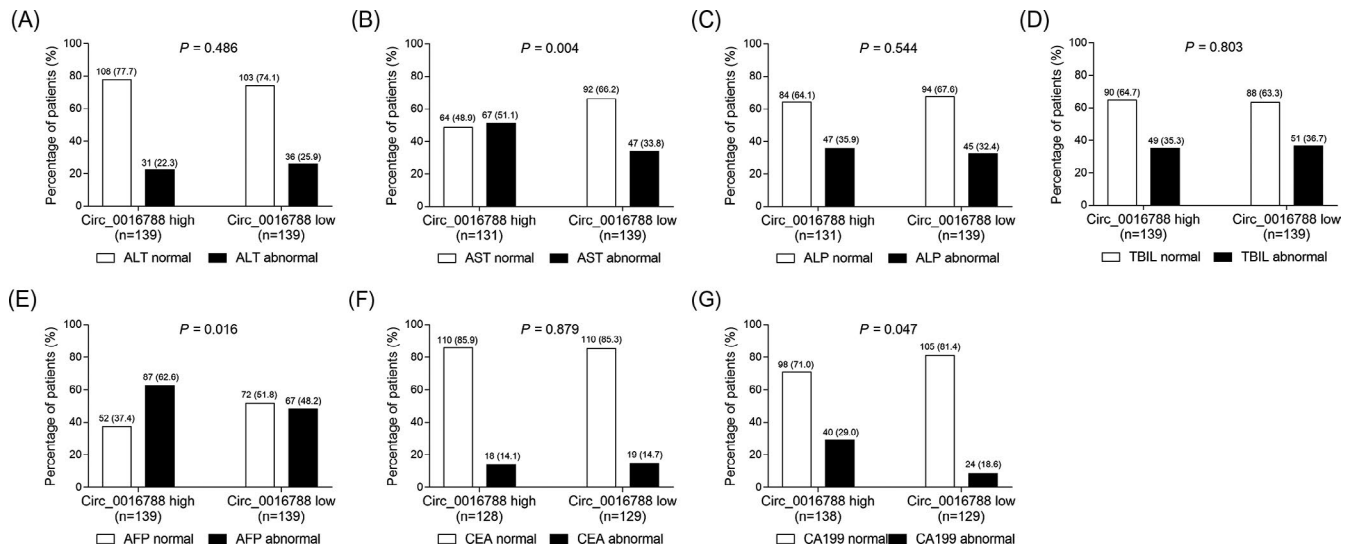 (A)
P = 0.486
Percentage of patients (%)
100
80
60
40
20
0
108 (77.7)
31 (22.3)
103 (74.1)
36 (25.9)
Circ_0016788 high
(n=139)
Circ_0016788 low
(n=139)
ALT normal
ALT abnormal
(B)
P = 0.004
Percentage of patients (%)
100
80
60
40
20
0
64 (48.9)
67 (51.1)
92 (66.2)
47 (33.8)
Circ_0016788 high
(n=131)
Circ_0016788 low
(n=139)
AST normal
AST abnormal
(C)
P = 0.544
Percentage of patients (%)
100
80
60
40
20
0
84 (64.1)
47 (35.9)
94 (67.6)
45 (32.4)
Circ_0016788 high
(n=131)
Circ_0016788 low
(n=139)
ALP normal
ALP abnormal
(D)
P = 0.803
Percentage of patients (%)
100
80
60
40
20
0
90 (64.7)
49 (35.3)
88 (63.3)
51 (36.7)
Circ_0016788 high
(n=139)
Circ_0016788 low
(n=139)
TBIL normal
TBIL abnormal
(E)
P = 0.016
Percentage of patients (%)
100
80
60
40
20
0
52 (37.4)
87 (62.6)
72 (51.8)
67 (48.2)
Circ_0016788 high
(n=139)
Circ_0016788 low
(n=139)
AFP normal
AFP abnormal
(F)
P = 0.879
Percentage of patients (%)
100
80
60
40
20
0
110 (85.9)
18 (14.1)
110 (85.3)
19 (14.7)
Circ_0016788 high
(n=128)
Circ_0016788 low
(n=129)
CEA normal
CEA abnormal
(G)
P = 0.047
Percentage of patients (%)
100
80
60
40
20
0
98 (71.0)
40 (29.0)
105 (81.4)
24 (18.6)
Circ_0016788 high
(n=138)
Circ_0016788 low
(n=129)
CA199 normal
CA199 abnormal